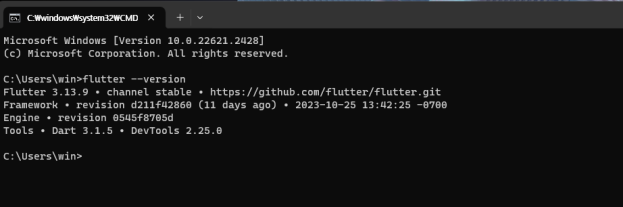 C:₩windows₩system32₩CMD
Microsoft Windows [Version 10.0.22621.2428]
(c) Microsoft Corporation. All rights reserved.
C:\Users\win>flutter --version
Flutter 3.13.9 • channel stable • https://github.com/flutter/flutter.git
Framework • revision d211f42860 (11 days ago) • 2023-10-25 13:42:25 -0700
Engine • revision 0545f8705d
Tools • Dart 3.1.5 • DevTools 2.25.0
C:\Users\win>